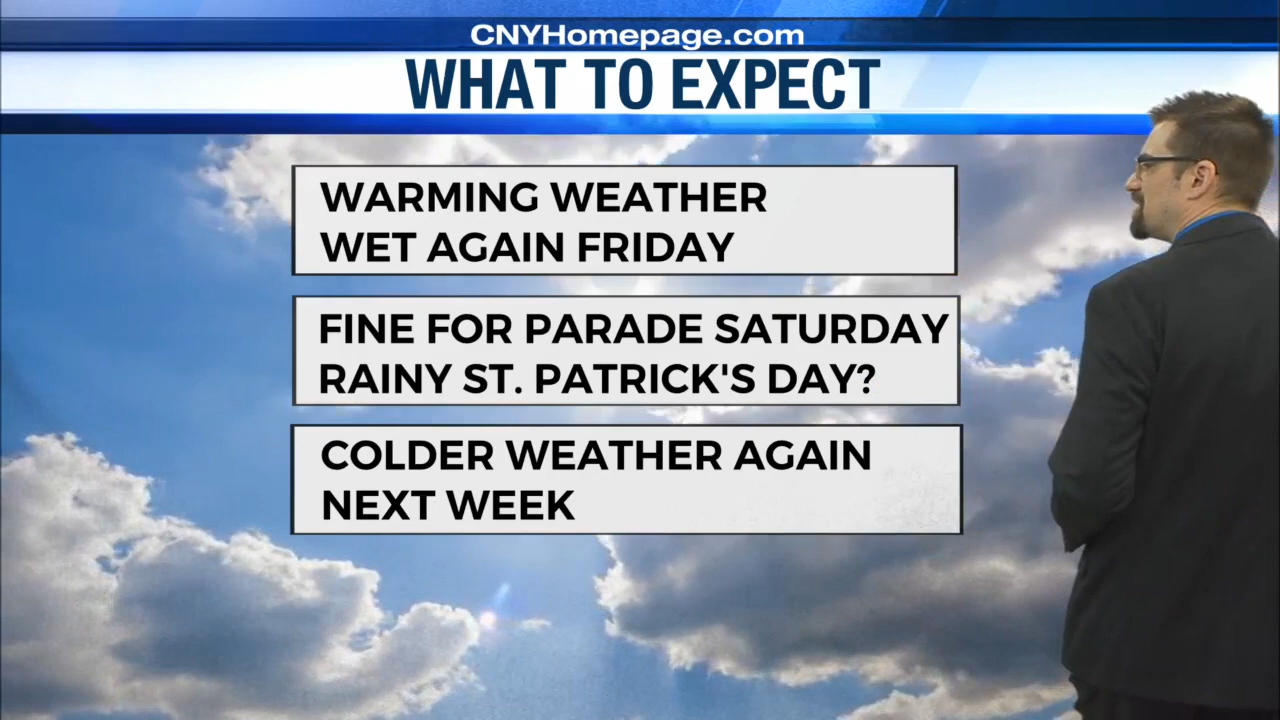 CNYHomepage.com
WHAT TO EXPECT
WARMING WEATHER
WET AGAIN FRIDAY
FINE FOR PARADE SATURDAY
RAINY ST. PATRICK'S DAY?
COLDER WEATHER AGAIN
NEXT WEEK